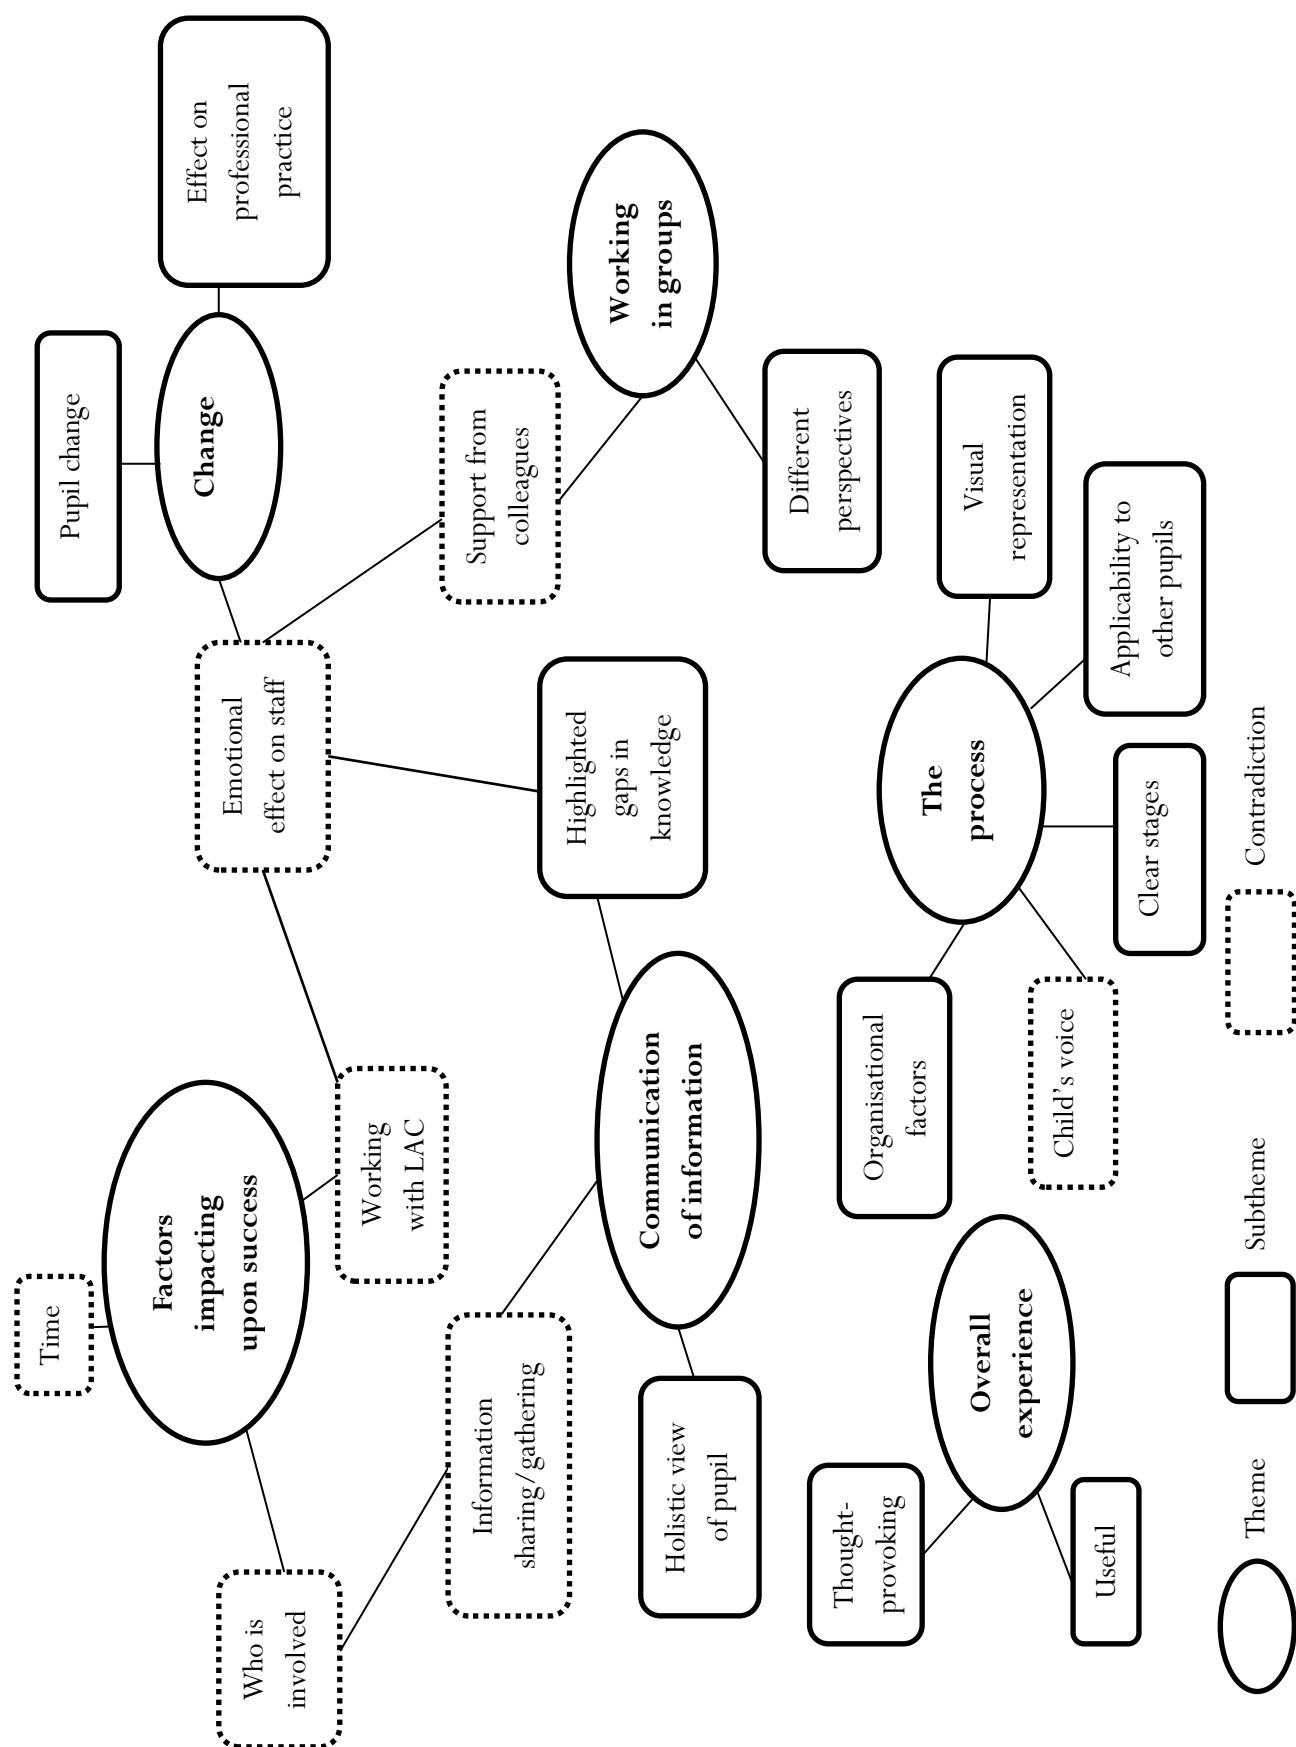 Time
Factors
impacting
upon success
Who is
involved
Working
with LAC
Emotional
effect on staff
Change
Pupil change
Effect on
professional
practice
Information
sharing/gathering
Communication
of information
Holistic view
of pupil
Highlighted
gaps in
knowledge
Support from
colleagues
Working
in groups
Different
perspectives
Thought-
provoking
Overall
experience
Useful
Organisational
factors
Child's voice
The
process
Clear stages
Visual
representation
Applicability to
other pupils
Theme
Subtheme
Contradiction